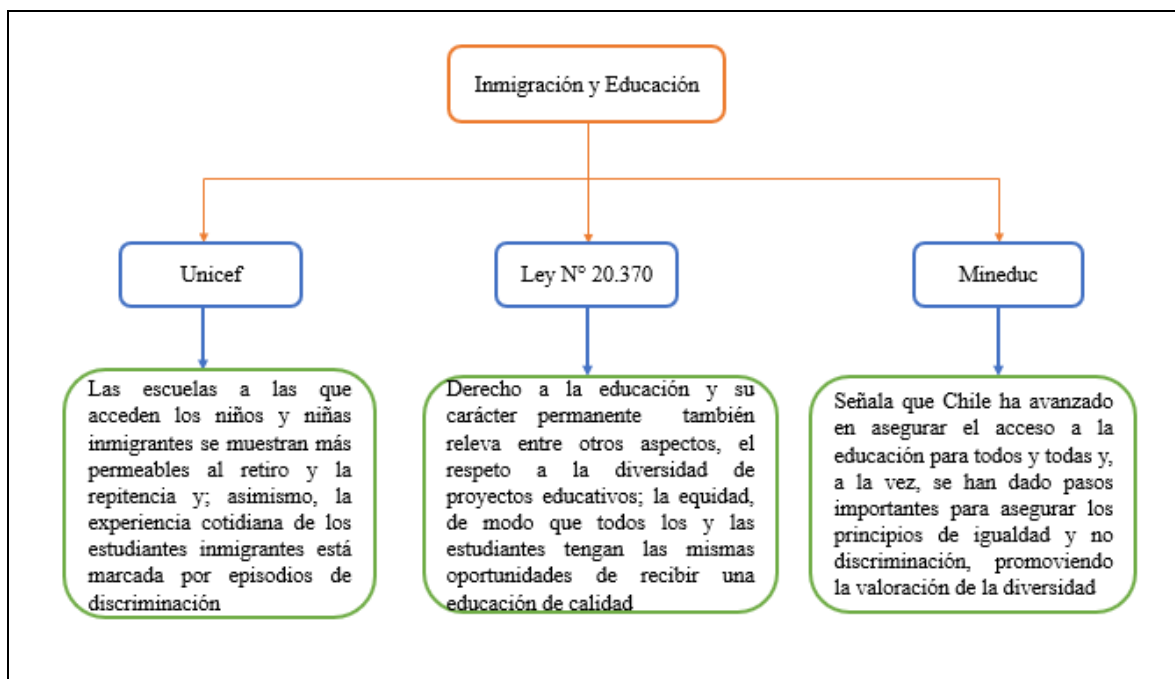 Inmigración y Educación
Unicef
Ley N° 20.370
Mineduc
Las escuelas a las que
acceden los niños y niñas
inmigrantes se muestran más
permeables al retiro y la
repitencia y; asimismo, la
experiencia cotidiana de los
estudiantes inmigrantes está
marcada por episodios de
discriminación
Derecho a la educación y su
carácter permanente también
releva entre otros aspectos, el
respeto a la diversidad de
proyectos educativos; la equidad,
de modo que todos los y las
estudiantes tengan las mismas
oportunidades de recibir una
educación de calidad
Señala que Chile ha avanzado
en asegurar el acceso a la
educación para todos y todas y,
a la vez, se han dado pasos
importantes para asegurar los
principios de igualdad y no
discriminación, promoviendo
la valoración de la diversidad